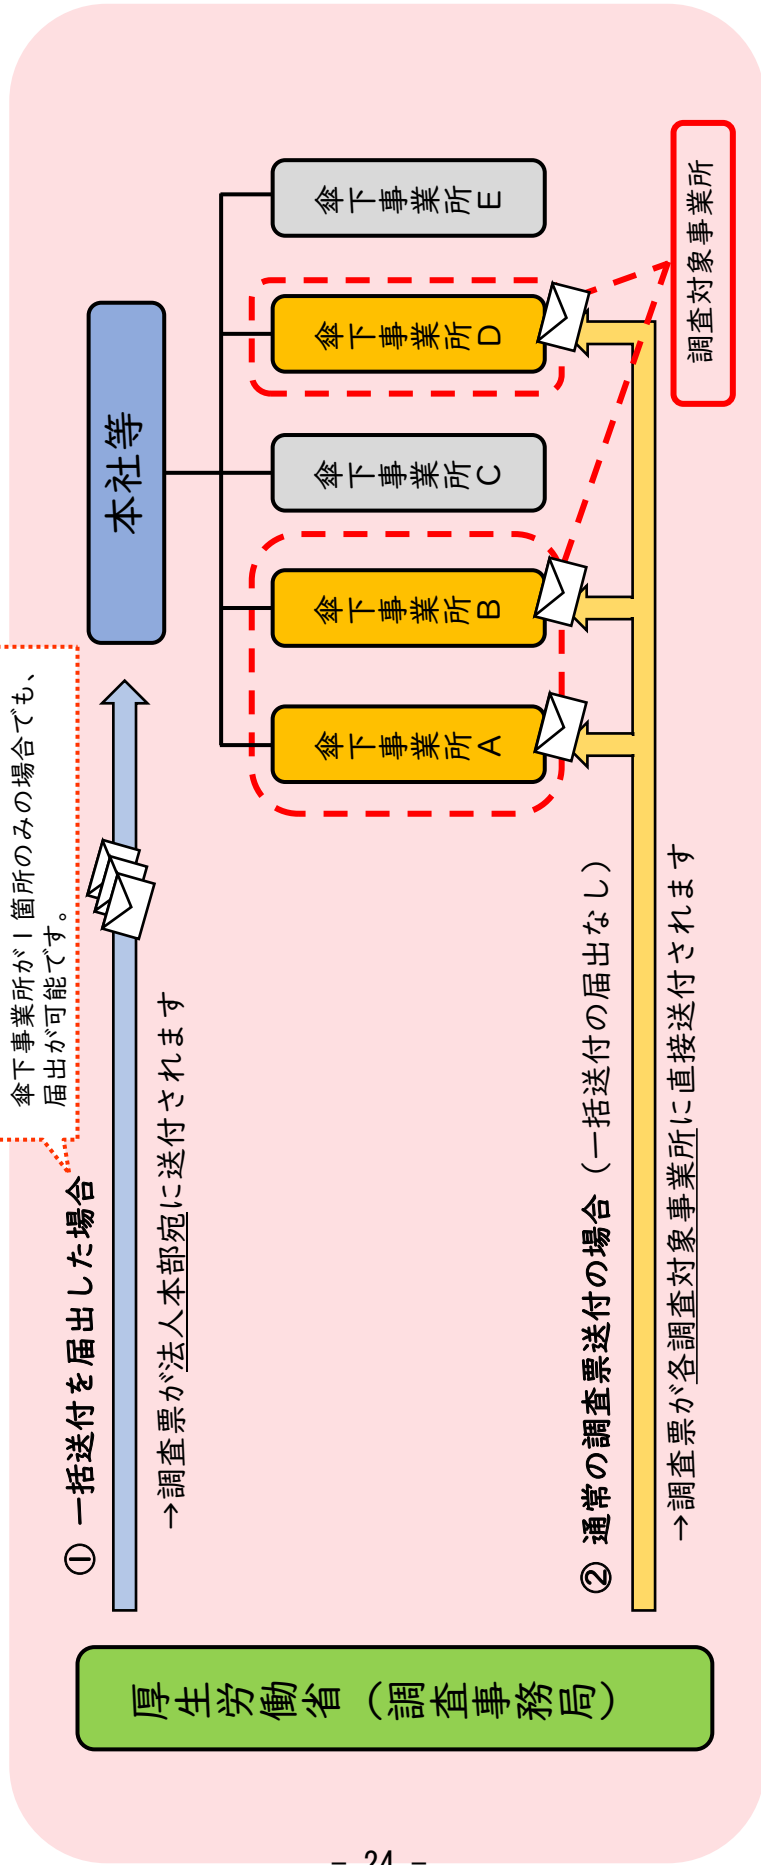 傘下事業所が１箇所のみの場合でも、
届出が可能です。
① 一括送付を届出した場合
→調査票が法人本部宛に送付されます
本社等
傘下事業所A
傘下事業所B
傘下事業所C
傘下事業所D
傘下事業所E
② 通常の調査票送付の場合（一括送付の届出なし）
→調査票が各調査対象事業所に直接送付されます
調査対象事業所
厚生労働省（調査事務局）
- 24 -